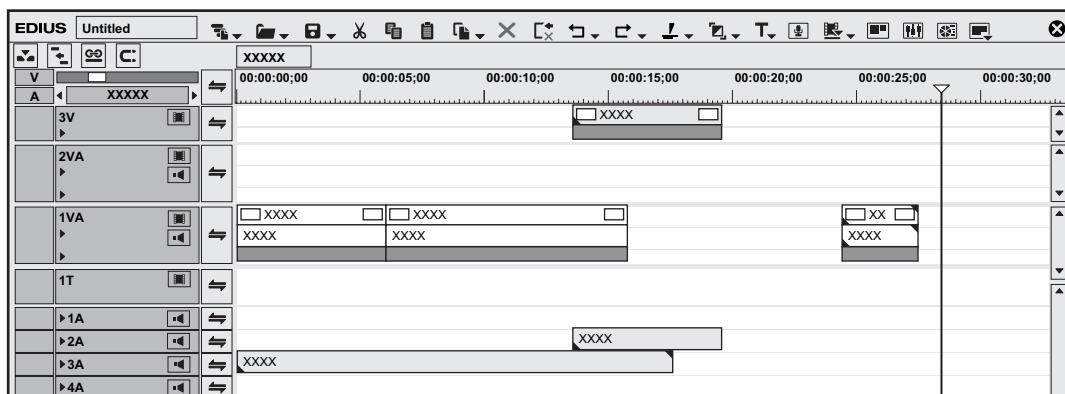 EDIUS Untitled
XXXXX
V 00:00:00;00 00:00:05;00 00:00:10;00 00:00:15;00 00:00:20;00 00:00:25;00 00:00:30;00
A XXXXX
3V XXXX
2VA
1VA XXXX XXXX XX
XXXX XXXX XXXX
1T
1A
2A XXXX
3A XXXX
4A